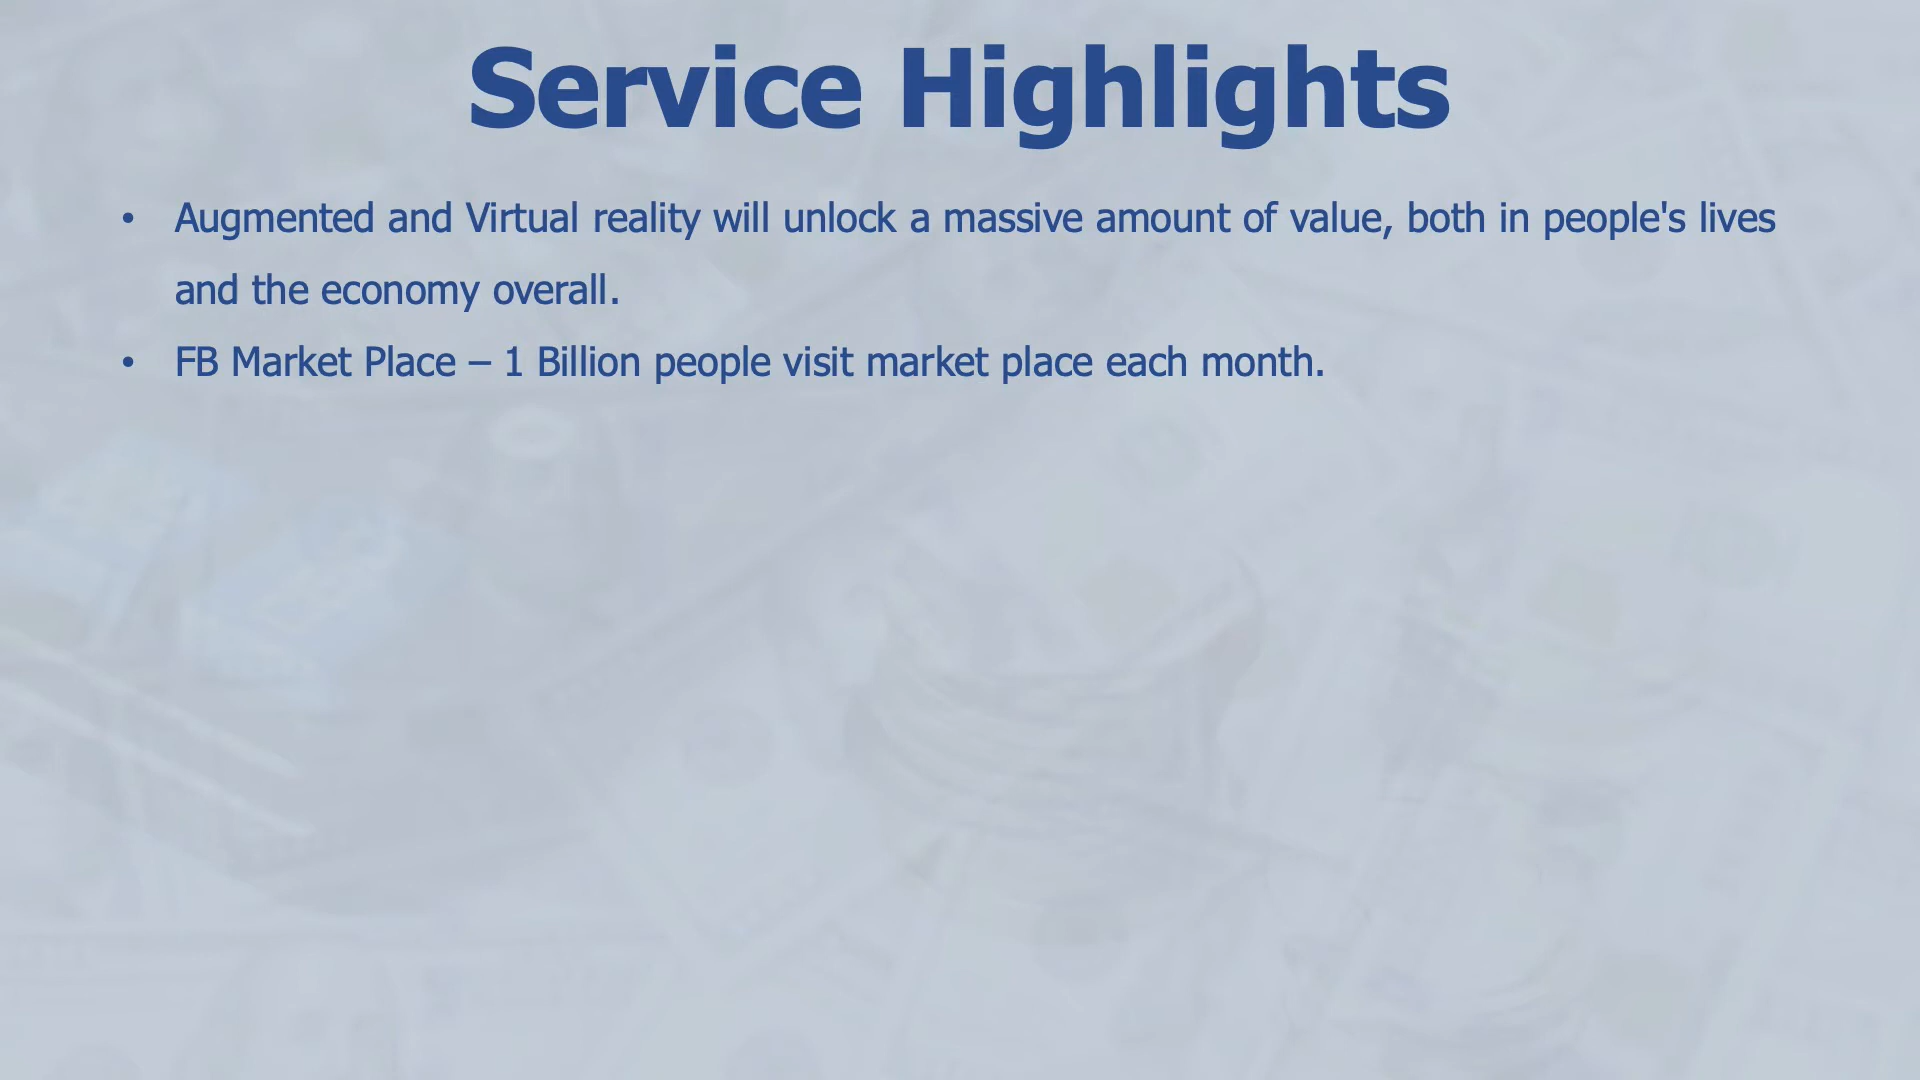 Service Highlights
• Augmented and Virtual reality will unlock a massive amount of value, both in people's lives
and the economy overall.
• FB Market Place – 1 Billion people visit market place each month.